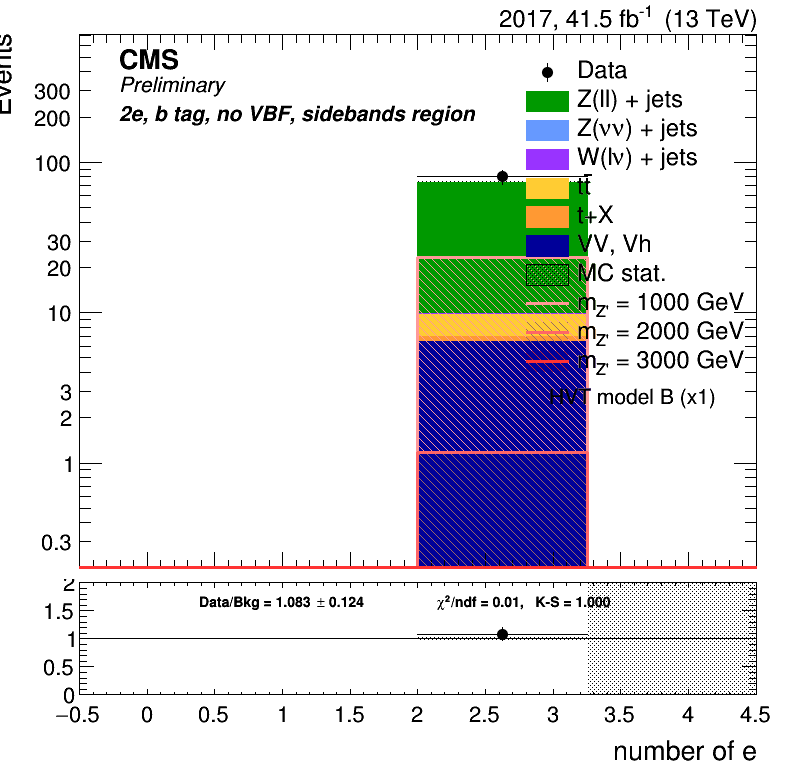 2017, 41.5 fb-1 (13 TeV)
Events
CMS
Preliminary
2e, b tag, no VBF, sidebands region
Data
Z(ll) + jets
Z(νν) + jets
W(lν) + jets
tt̅
t+X
VV, Vh
MC stat.
mZ' = 1000 GeV
mZ' = 2000 GeV
mZ' = 3000 GeV
HVT model B (x1)
300
200
100
30
20
10
3
2
1
0.3
Data/Bkg = 1.083 ± 0.124
χ²/ndf = 0.01, K-S = 1.000
2
1.5
1
0.5
0
−0.5 0 0.5 1 1.5 2 2.5 3 3.5 4 4.5
number of e